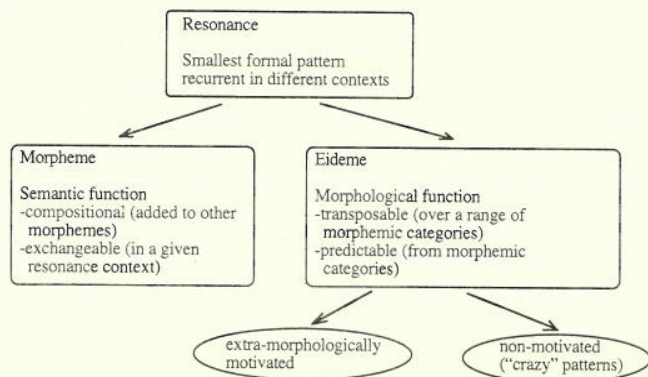 Resonance
Smallest formal pattern
recurrent in different contexts
Morpheme
Semantic function
-compositional (added to other
morphemes)
-exchangeable (in a given
resonance context)
Eideme
Morphological function
-transposable (over a range of
morphemic categories)
-predictable (from morphemic
categories)
extra-morphologically
motivated
non-motivated
("crazy" patterns)